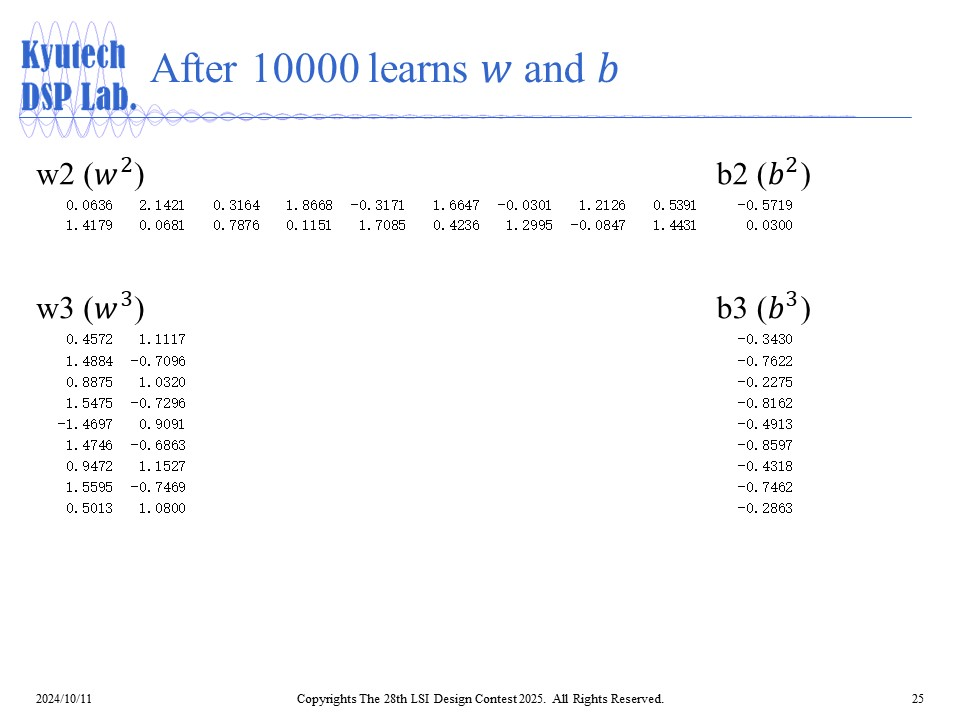 Kyutech
DSP Lab.
After 10000 learns w and b
w2 (w²) b2 (b²)
0.0636 2.1421 0.3164 1.8668 -0.3171 1.6647 -0.0301 1.2126 0.5391 -0.5719
1.4179 0.0681 0.7876 0.1151 1.7085 0.4236 1.2995 -0.0847 1.4431 0.0300
w3 (w³) b3 (b³)
0.4572 1.1117 -0.3430
1.4884 -0.7096 -0.7622
0.8875 1.0320 -0.2275
1.5475 -0.7296 -0.8162
-1.4697 0.9091 -0.4913
1.4746 -0.6863 -0.8597
0.9472 1.1527 -0.4318
1.5595 -0.7469 -0.7462
0.5013 1.0800 -0.2863
2024/10/11 Copyrights The 28th LSI Design Contest 2025. All Rights Reserved. 25